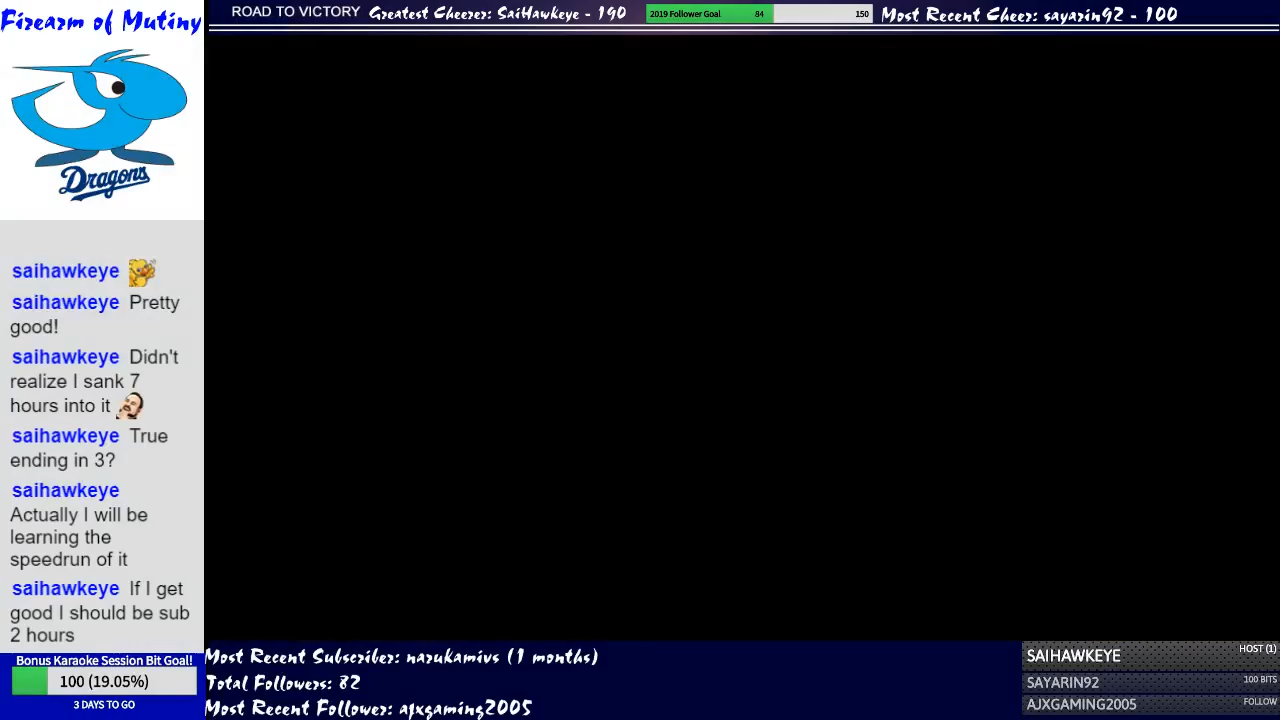 Firearm of Mutiny
ROAD TO VICTORY
Greatest Cheerer: SaiHawkeye - 190
2019 Follower Goal 84 150
Most Recent Cheer: sayarin92 - 100
Dragons
saihawkeye
saihawkeye Pretty
good!
saihawkeye Didn't
realize I sank 7
hours into it
saihawkeye True
ending in 3?
saihawkeye
Actually I will be
learning the
speedrun of it
saihawkeye If I get
good I should be sub
2 hours
Bonus Karaoke Session Bit Goal!
100 (19.05%)
3 DAYS TO GO
Most Recent Subscriber: narukamivs (1 months)
Total Followers: 82
Most Recent Follower: ajxgaming2005
SAIHAWKEYE HOST (1)
SAYARIN92 100 BITS
AJXGAMING2005 FOLLOW